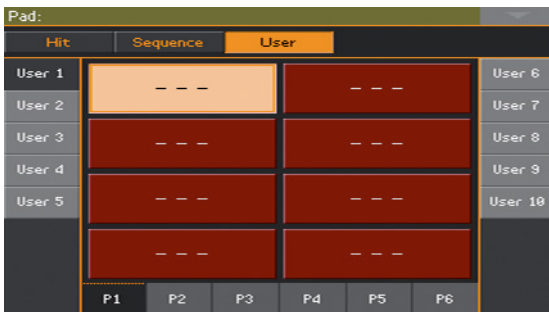 Pad:
Hit Sequence User
User 1 - - - - - - User 6
User 2 User 7
User 3 - - - - - - User 8
User 4 User 9
User 5 - - - - - - User 10
- - - - - -
P1 P2 P3 P4 P5 P6